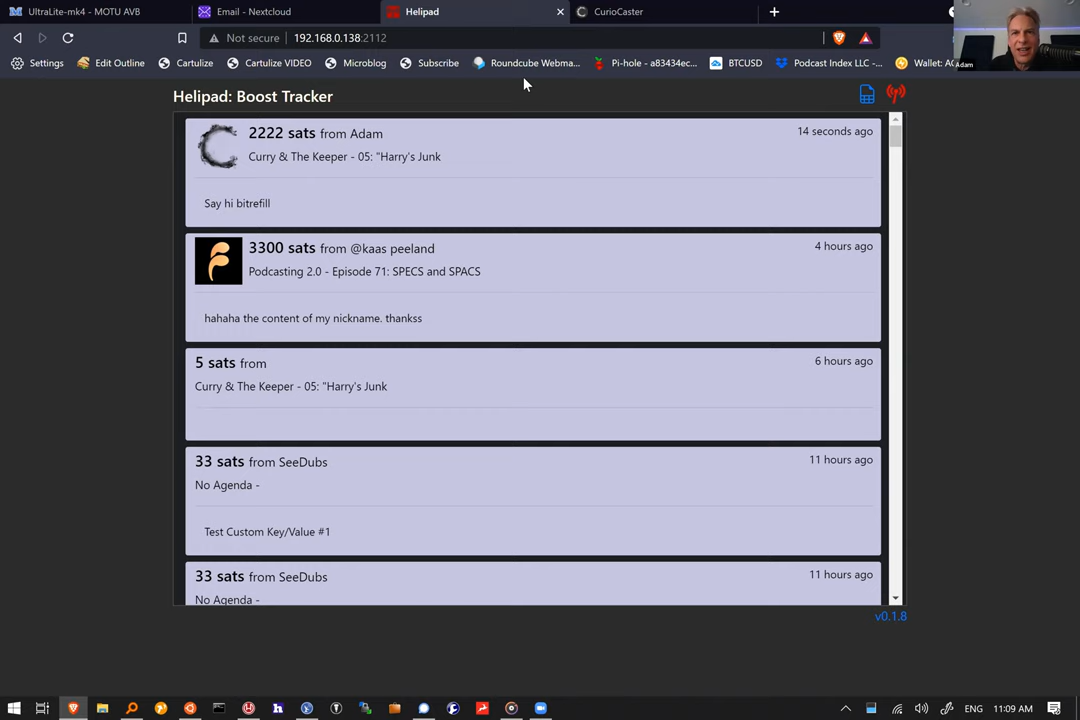 UltraLite-mk4 - MOTU AVB
Email - Nextcloud
Helipad
CurioCaster
Not secure
192.168.0.138:2112
Settings
Edit Outline
Cartulize
Cartulize VIDEO
Microblog
Subscribe
Roundcube Webma...
Pi-hole - a83434ec...
BTCUSD
Podcast Index LLC -...
Wallet: AC
Adam
Helipad: Boost Tracker
2222 sats from Adam
14 seconds ago
Curry & The Keeper - 05: "Harry's Junk
Say hi bitrefill
3300 sats from @kaas peeland
4 hours ago
Podcasting 2.0 - Episode 71: SPECS and SPACS
hahaha the content of my nickname. thankss
5 sats from
6 hours ago
Curry & The Keeper - 05: "Harry's Junk
33 sats from SeeDubs
11 hours ago
No Agenda -
Test Custom Key/Value #1
33 sats from SeeDubs
11 hours ago
No Agenda -
v0.1.8
ENG
11:09 AM